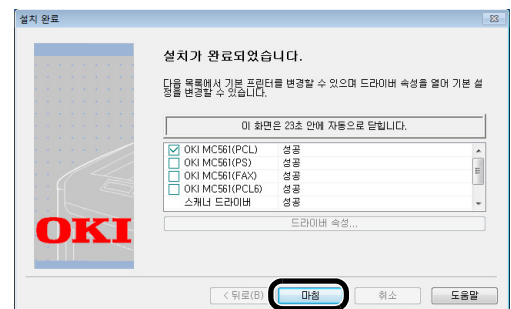 설치 완료
설치가 완료되었습니다.
다음 목록에서 기본 프린터를 변경할 수 있으며 드라이버 속성을 열어 기본 설
정을 변경할 수 있습니다.
이 화면은 23초 안에 자동으로 닫힙니다.
OKI MC561(PCL) 성공
OKI MC561(PS) 성공
OKI MC561(FAX) 성공
OKI MC561(PCL6) 성공
스캐너 드라이버 성공
드라이버 속성...
OKI
< 뒤로(B) 마침 취소 도움말